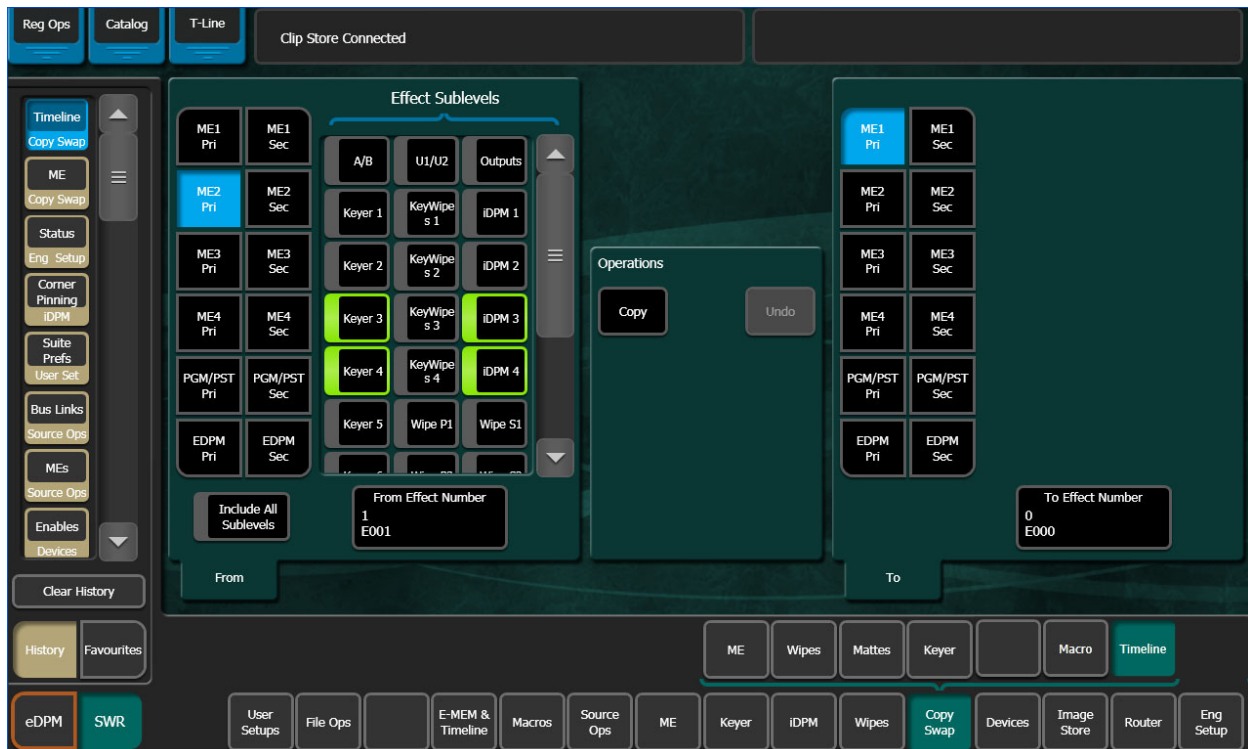 Reg Ops
Catalog
T-Line
Clip Store Connected
Timeline
Copy Swap
ME
Copy Swap
Status
Eng Setup
Corner
Pinning
iDPM
Suite
Prefs
User Set
Bus Links
Source Ops
MEs
Source Ops
Enables
Devices
Clear History
History
Favourites
eDPM
SWR
Effect Sublevels
ME1
Pri
ME1
Sec
ME2
Pri
ME2
Sec
ME3
Pri
ME3
Sec
ME4
Pri
ME4
Sec
PGM/PST
Pri
PGM/PST
Sec
EDPM
Pri
EDPM
Sec
A/B
U1/U2
Outputs
Keyer 1
KeyWipe
s 1
iDPM 1
Keyer 2
KeyWipe
s 2
iDPM 2
Keyer 3
KeyWipe
s 3
iDPM 3
Keyer 4
KeyWipe
s 4
iDPM 4
Keyer 5
Wipe P1
Wipe S1
Include All
Sublevels
From Effect Number
1
E001
From
Operations
Copy
Undo
ME1
Pri
ME1
Sec
ME2
Pri
ME2
Sec
ME3
Pri
ME3
Sec
ME4
Pri
ME4
Sec
PGM/PST
Pri
PGM/PST
Sec
EDPM
Pri
EDPM
Sec
To Effect Number
0
E000
To
ME
Wipes
Mattes
Keyer
Macro
Timeline
User
Setups
File Ops
E-MEM &
Timeline
Macros
Source
Ops
ME
Keyer
iDPM
Wipes
Copy
Swap
Devices
Image
Store
Router
Eng
Setup